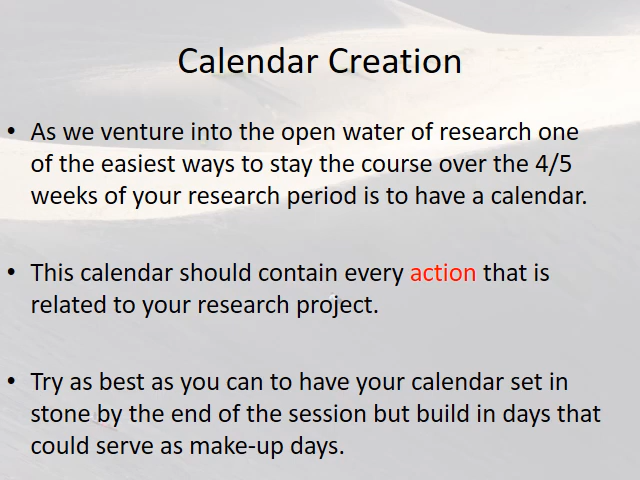 Calendar Creation
• As we venture into the open water of research one
of the easiest ways to stay the course over the 4/5
weeks of your research period is to have a calendar.
• This calendar should contain every action that is
related to your research project.
• Try as best as you can to have your calendar set in
stone by the end of the session but build in days that
could serve as make-up days.